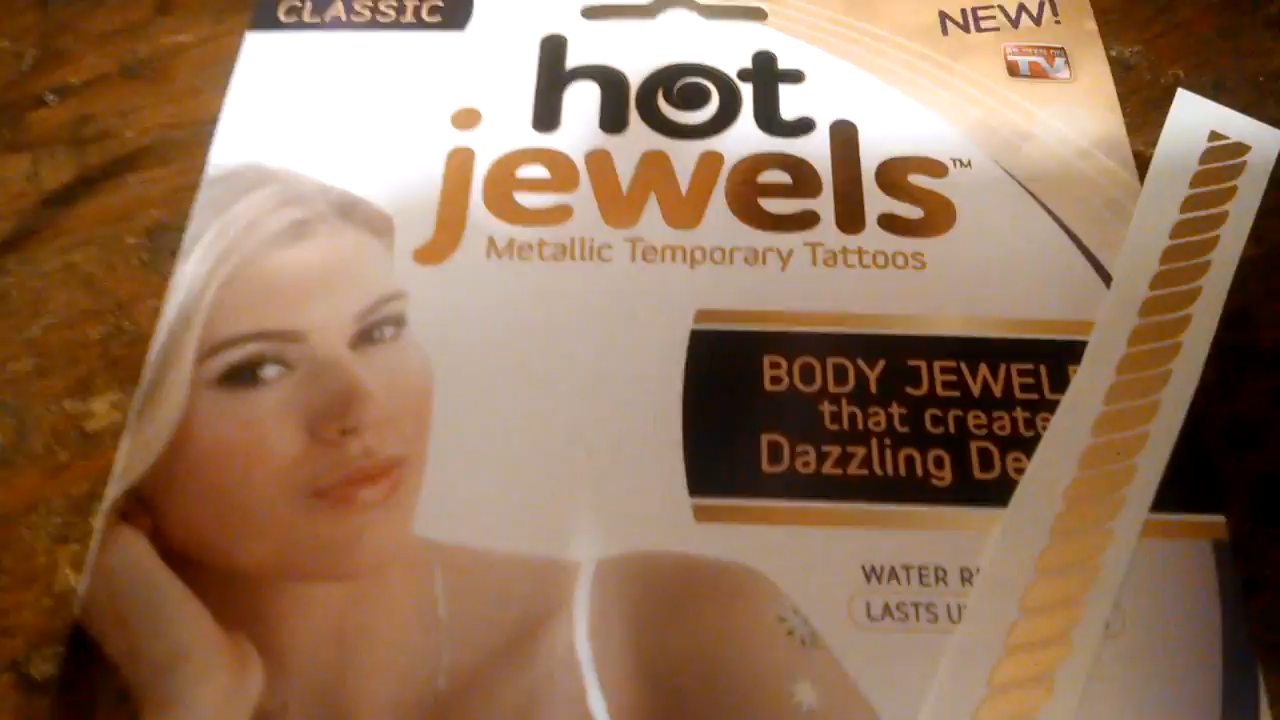 CLASSIC
NEW!
AS SEEN ON
TV
hot
jewels™
Metallic Temporary Tattoos
BODY JEWEL
that create
Dazzling De
WATER R
LASTS U